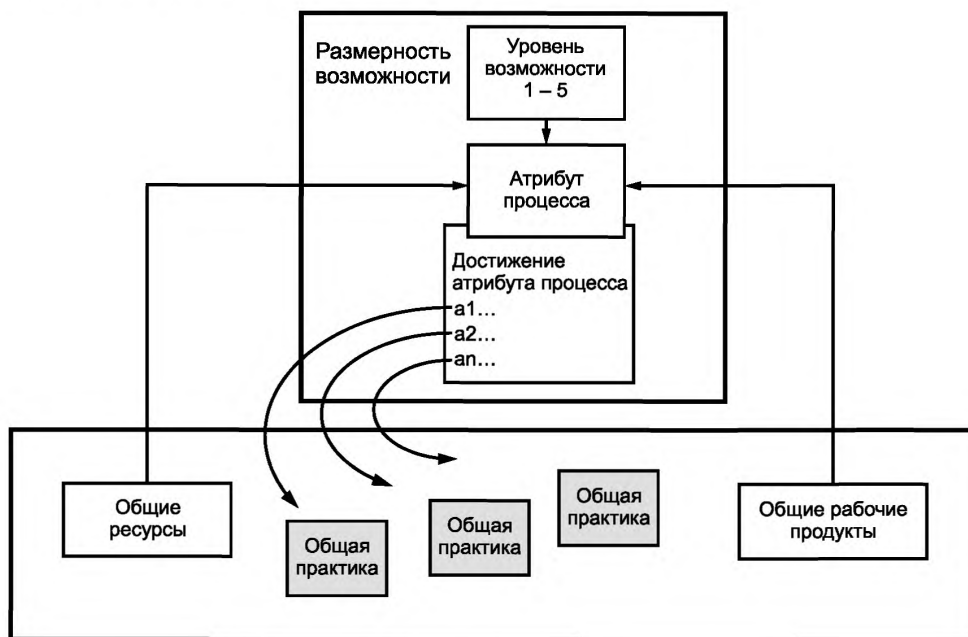 Размерность
возможности
Уровень
возможности
1 – 5
Атрибут
процесса
Достижение
атрибута процесса
a1...
a2...
an...
Общие
ресурсы
Общая
практика
Общая
практика
Общая
практика
Общие рабочие
продукты